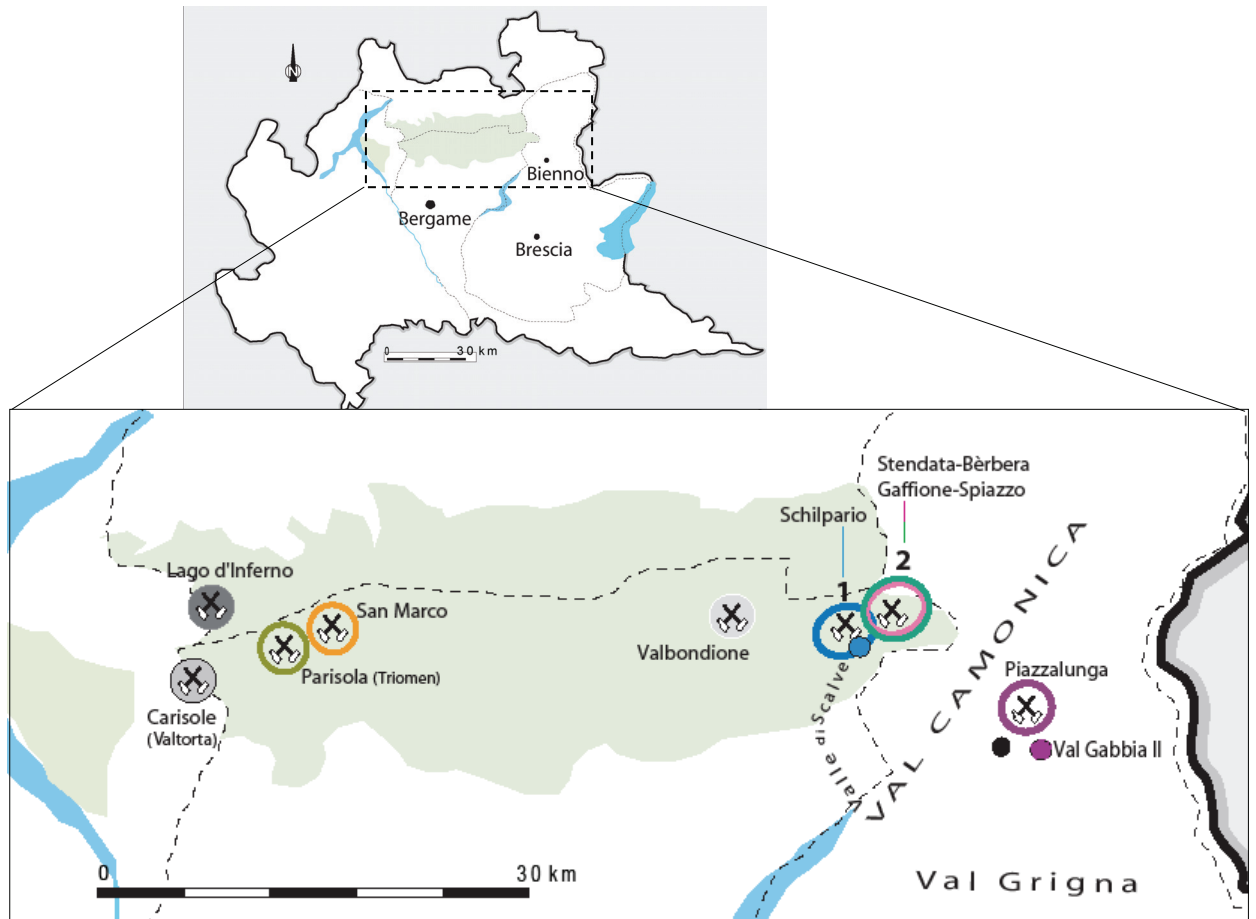 N
Bienno
Bergame
Brescia
0 30 km
Stendata-Bèrbera
Gaffione-Spiazzo
Schilpario
2
1
Lago d'Inferno
San Marco
Valbondione
Parisola (Triomen)
Carisole
(Valtorta)
Valle di Scalve
VAL CAMONICA
Piazzalunga
Val Gabbia II
0 30 km
Val Grigna